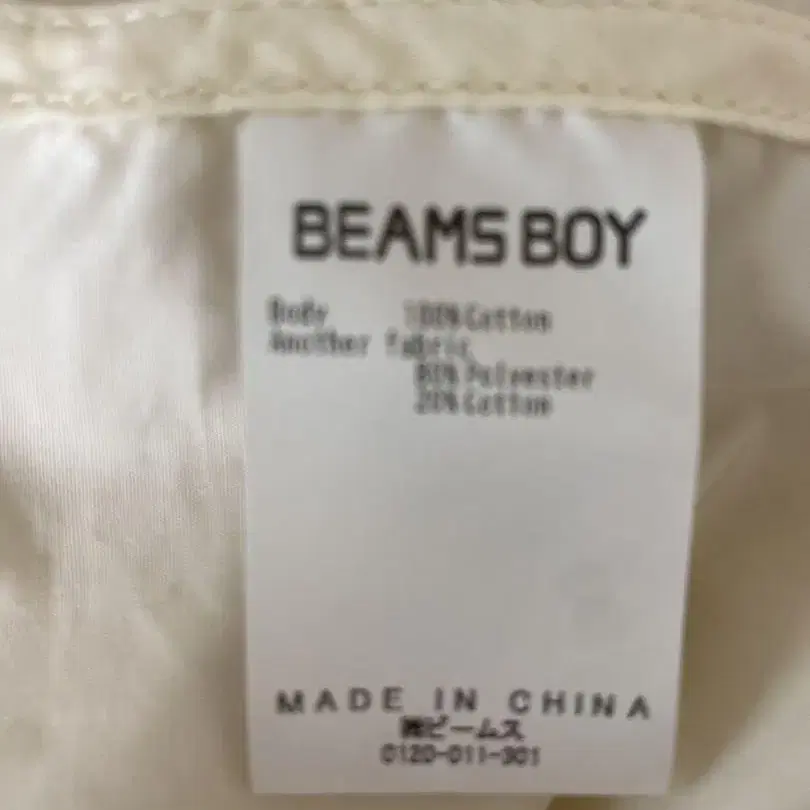 BEAMS BOY
Body 100% Cotton
Another fabric
80% Polyester
20% Cotton
MADE IN CHINA
㈱ビームス
0120-011-301